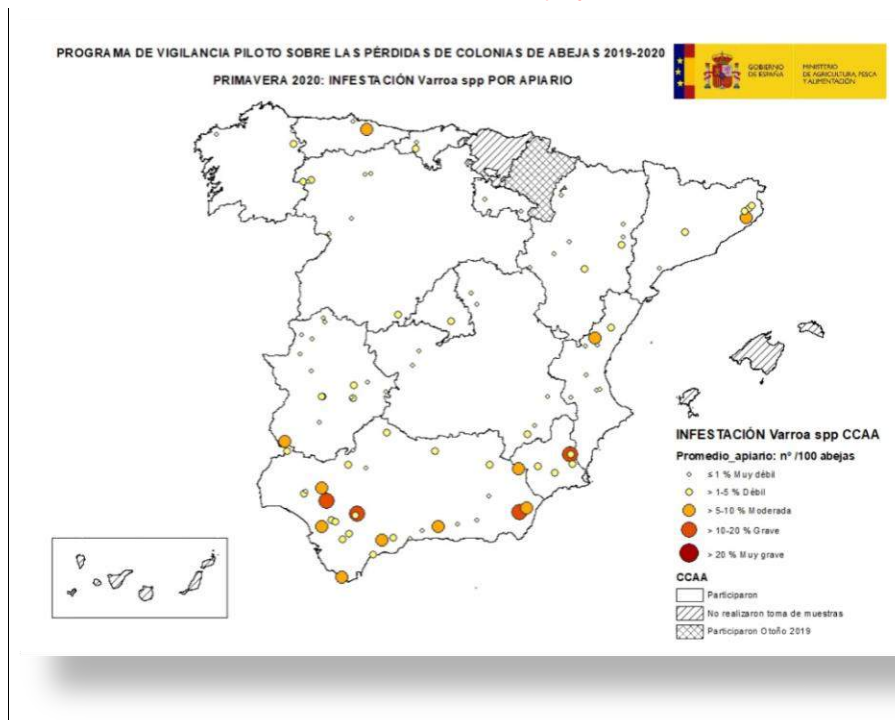 PROGRAMA DE VIGILANCIA PILOTO SOBRE LAS PÉRDIDAS DE COLONIAS DE ABEJAS 2019-2020
PRIMAVERA 2020: INFESTACIÓN Varroa spp POR APIARIO
GOBIERNO
DE ESPAÑA
MINISTERIO
DE AGRICULTURA, PESCA
Y ALIMENTACIÓN
INFESTACIÓN Varroa spp CCAA
Promedio_apiario: nº /100 abejas
≤ 1 % Muy débil
> 1-5 % Débil
> 5-10 % Moderada
> 10-20 % Grave
> 20 % Muy grave
CCAA
Participaron
No realizaron toma de muestras
Participaron Otoño 2019